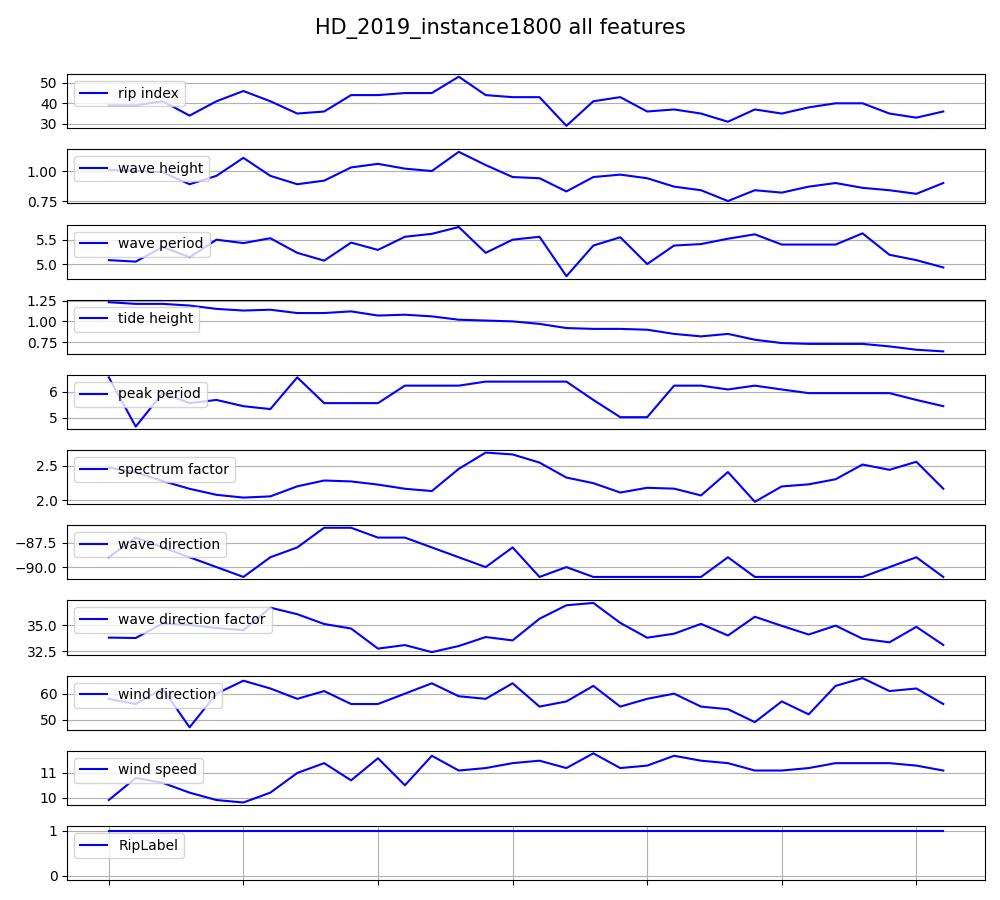 HD_2019_instance1800 all features
50
40
30
rip index
1.00
0.75
wave height
5.5
5.0
wave period
1.25
1.00
0.75
tide height
6
5
peak period
2.5
2.0
spectrum factor
−87.5
−90.0
wave direction
35.0
32.5
wave direction factor
60
50
wind direction
11
10
wind speed
1
0
RipLabel